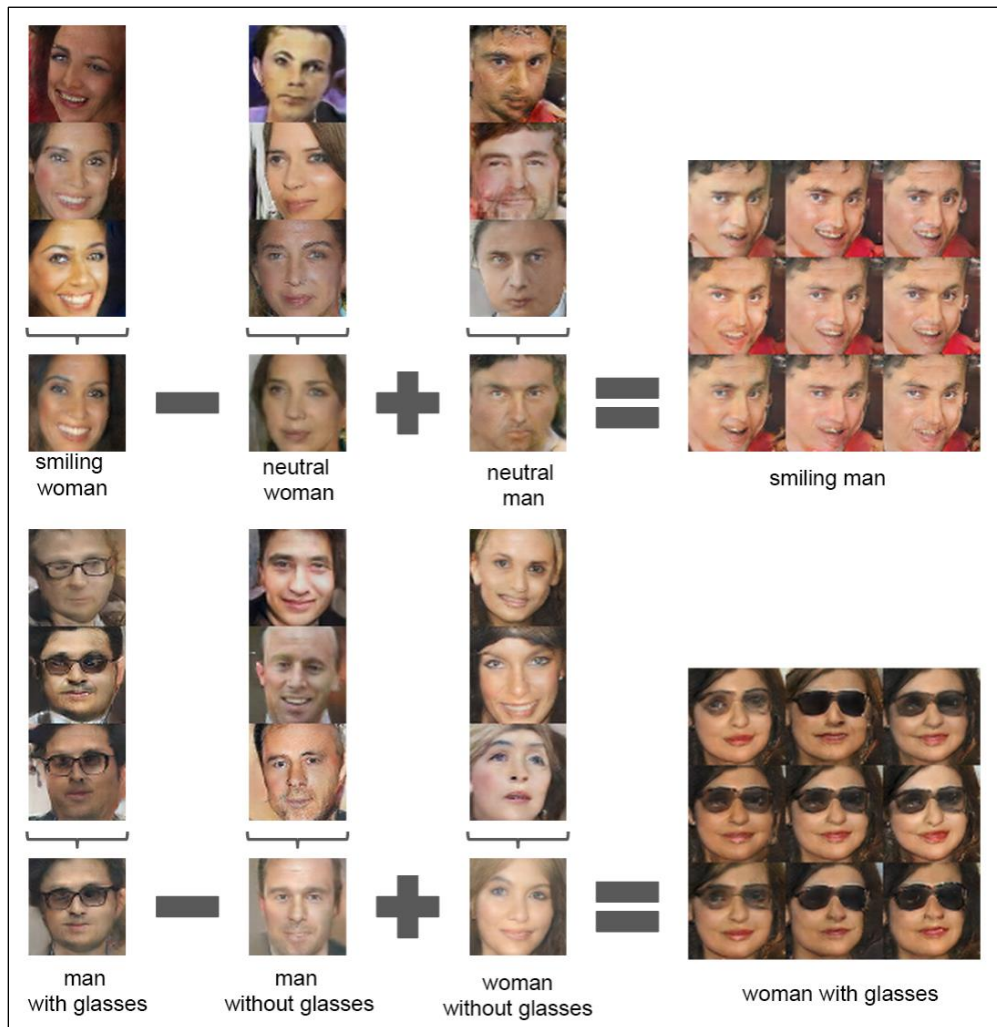 smiling
woman
neutral
woman
neutral
man
smiling man
man
with glasses
man
without glasses
woman
without glasses
woman with glasses